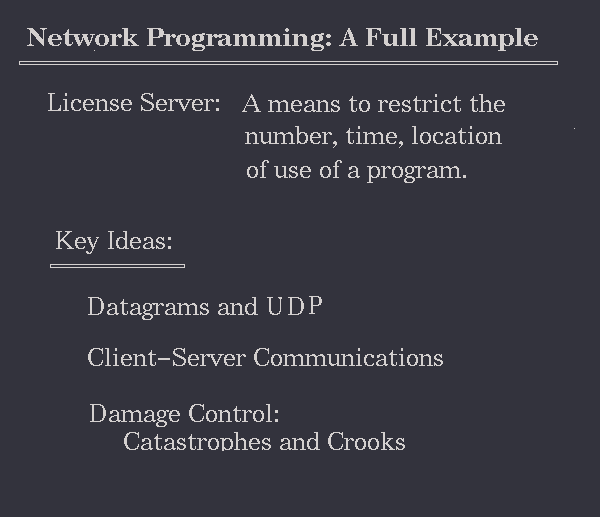 Network Programming: A Full Example
License Server: A means to restrict the
number, time, location
of use of a program.
Key Ideas:
Datagrams and UDP
Client-Server Communications
Damage Control:
Catastrophes and Crooks